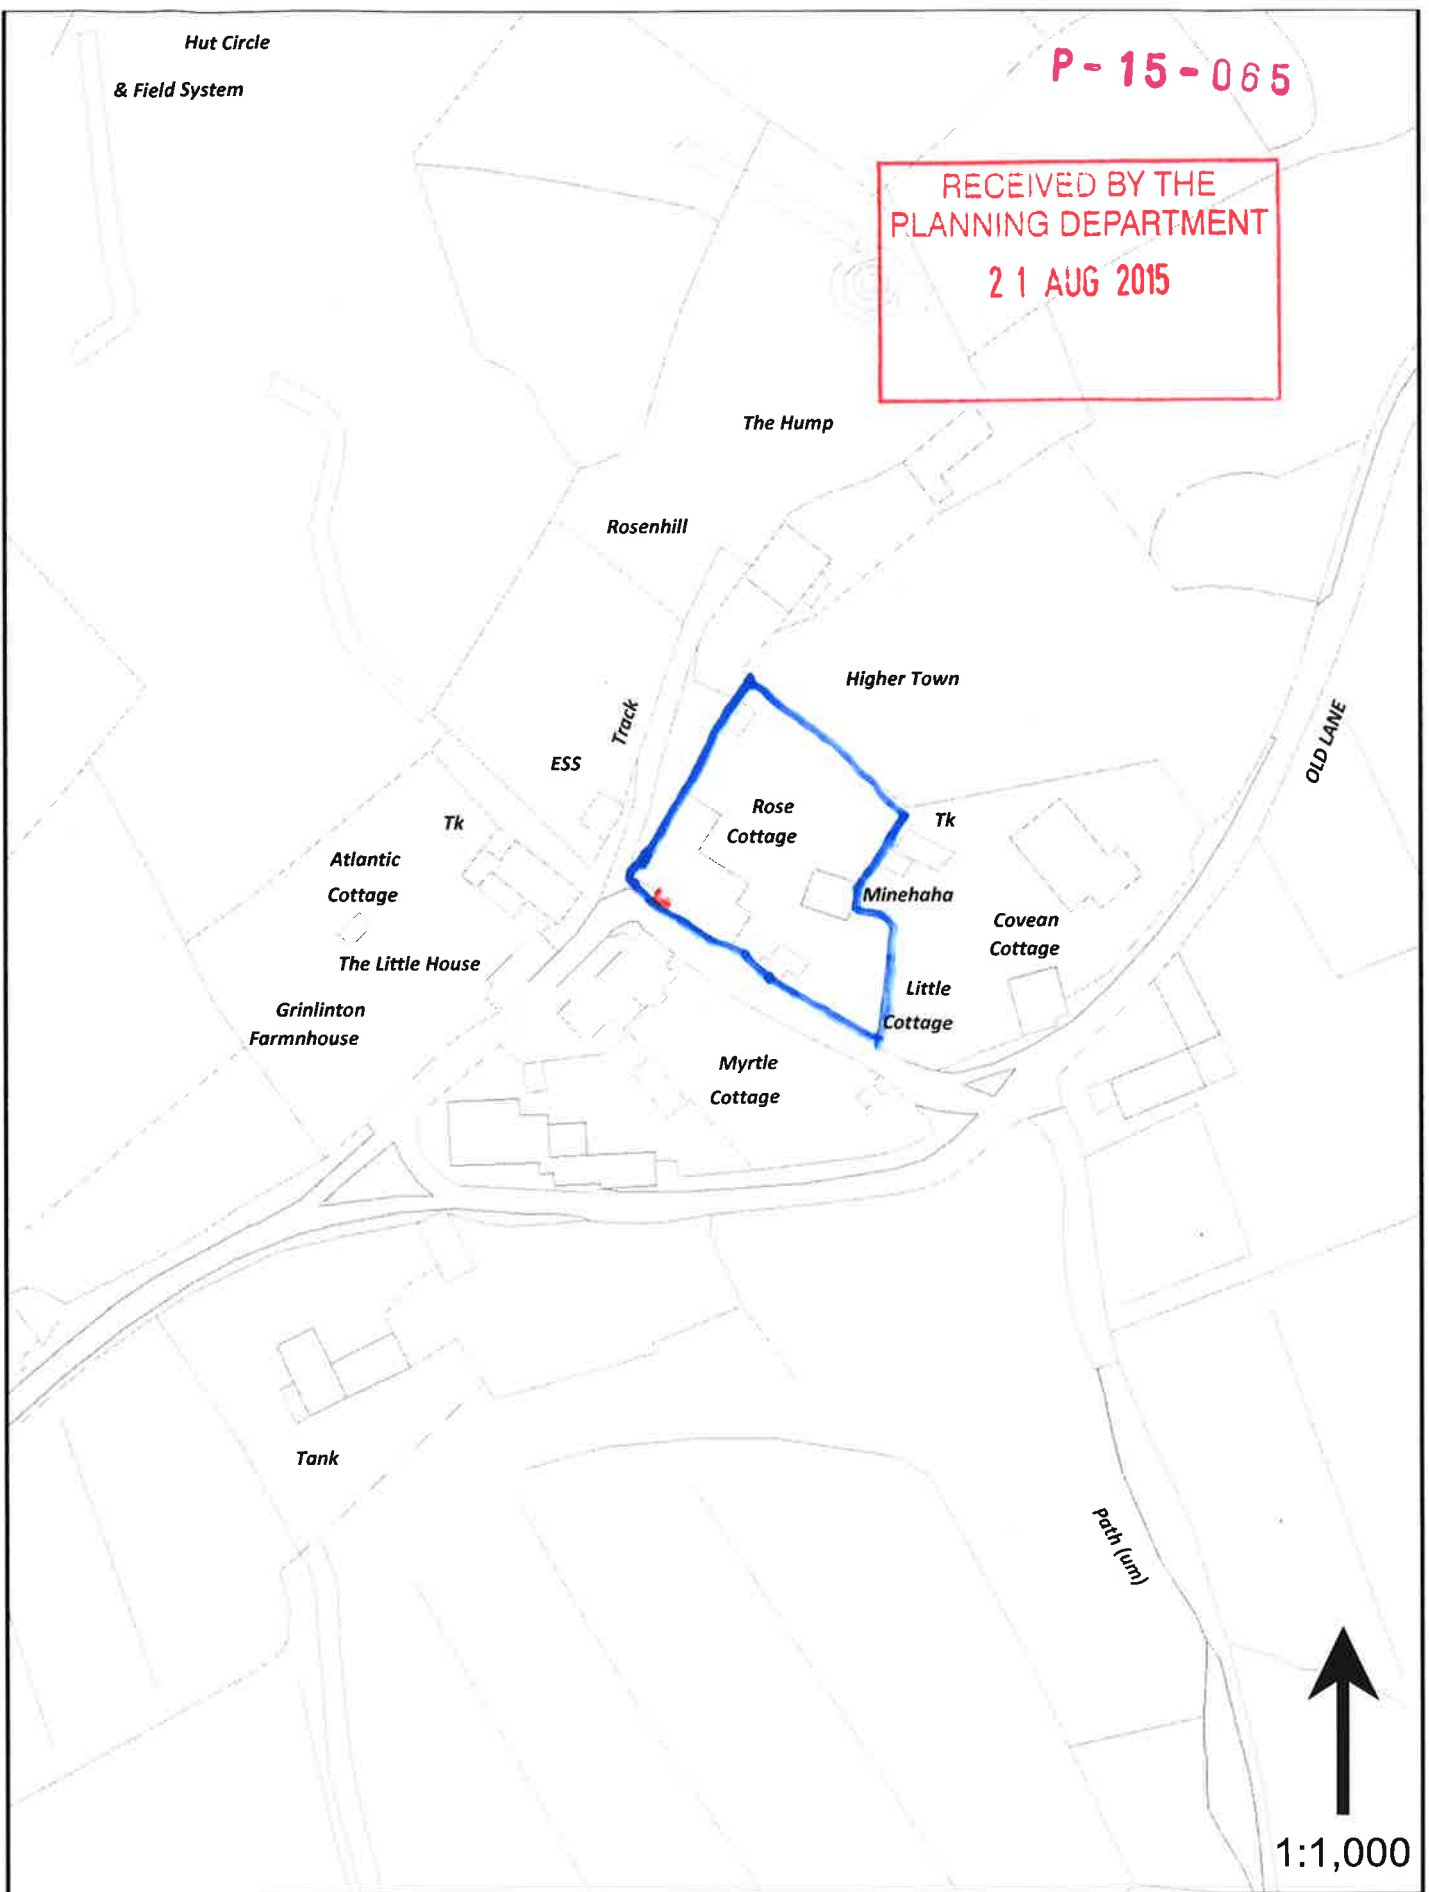 Hut Circle
& Field System
P-15-065
RECEIVED BY THE
PLANNING DEPARTMENT
21 AUG 2015
The Hump
Rosenhill
Higher Town
Track
OLD LANE
ESS
Rose
Cottage
Tk
Tk
Atlantic
Cottage
Minehaha
Covean
Cottage
The Little House
Little
Cottage
Grinlinton
Farmnhouse
Myrtle
Cottage
Tank
Path (um)
1:1,000